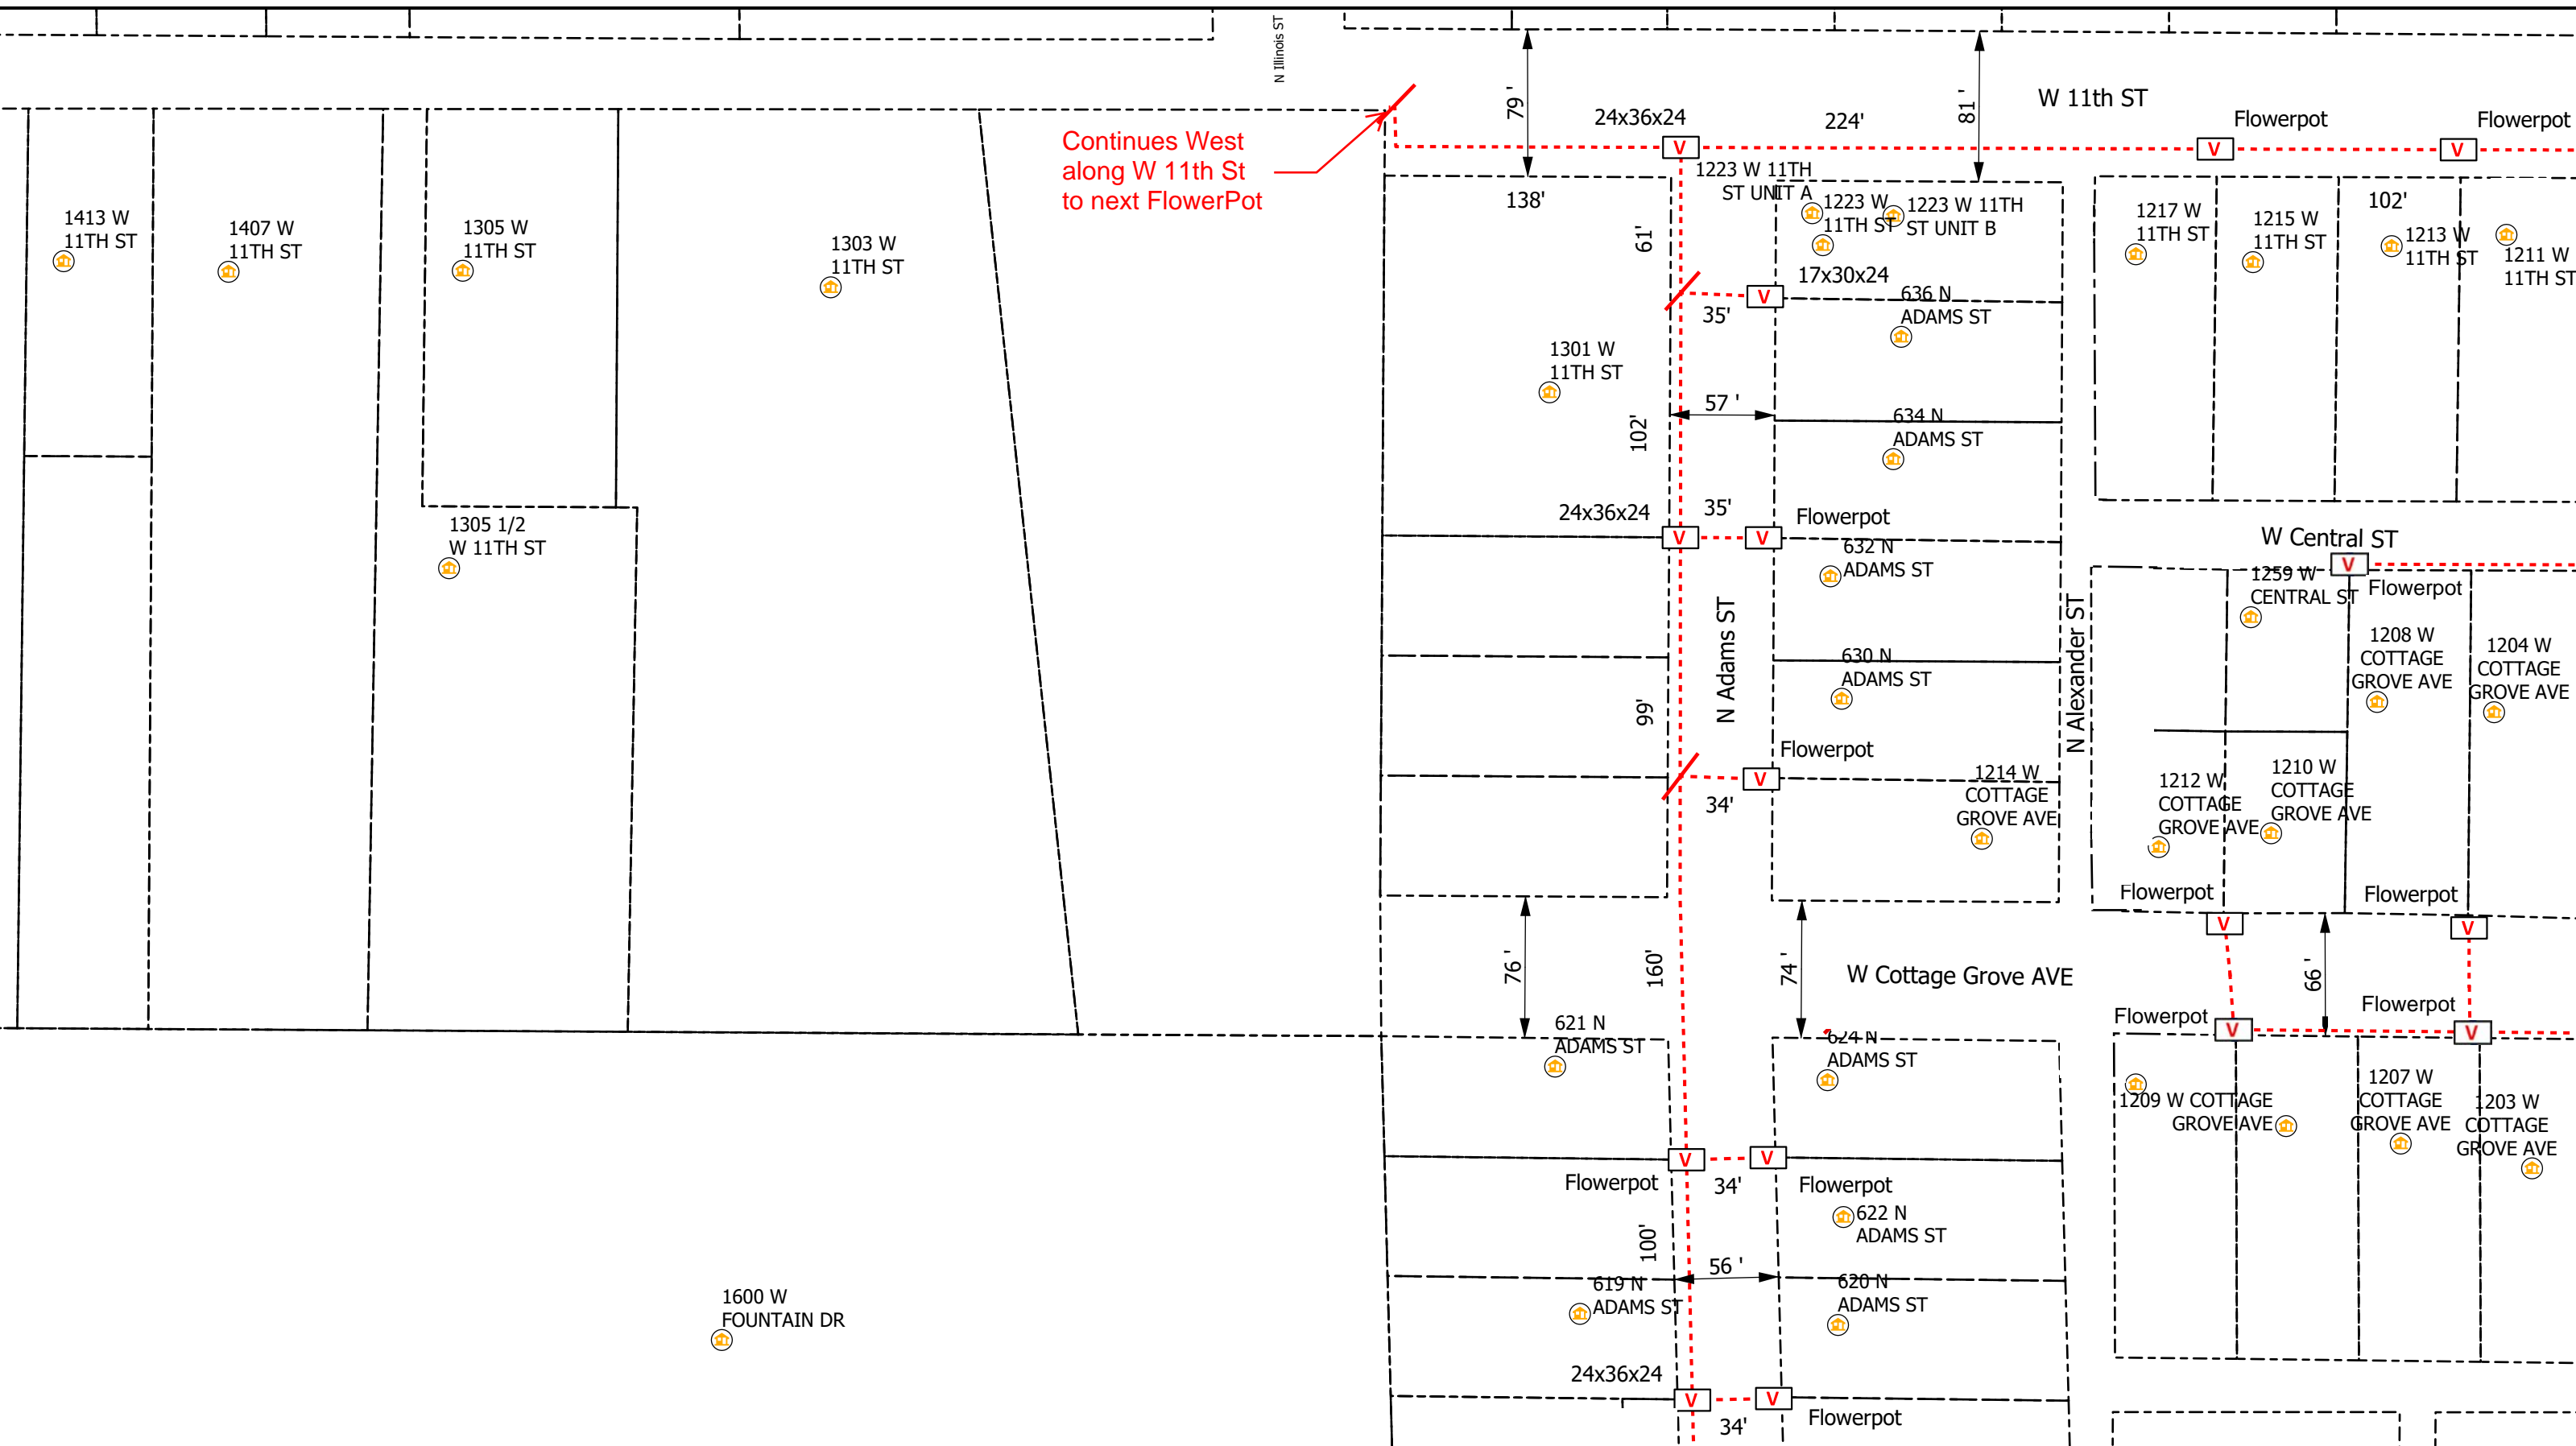 N Illinois ST
79 '
81 '
W 11th ST
24x36x24
224'
Flowerpot
Flowerpot
V
V
V
Continues West
along W 11th St
to next FlowerPot
138'
61'
1223 W 11TH
ST UNIT A
1223 W
11TH ST
1223 W 11TH
ST UNIT B
102'
1413 W
11TH ST
1407 W
11TH ST
1305 W
11TH ST
1303 W
11TH ST
1217 W
11TH ST
1215 W
11TH ST
1213 W
11TH ST
1211 W
11TH ST
17x30x24
V
35'
636 N
ADAMS ST
1301 W
11TH ST
57 '
102'
634 N
ADAMS ST
24x36x24
35'
Flowerpot
V
V
1305 1/2
W 11TH ST
632 N
ADAMS ST
W Central ST
V
Flowerpot
1259 W
CENTRAL ST
N Adams ST
N Alexander ST
630 N
ADAMS ST
1208 W
COTTAGE
GROVE AVE
1204 W
COTTAGE
GROVE AVE
99'
Flowerpot
V
34'
1214 W
COTTAGE
GROVE AVE
1212 W
COTTAGE
GROVE AVE
1210 W
COTTAGE
GROVE AVE
Flowerpot
Flowerpot
V
V
76 '
160'
74 '
W Cottage Grove AVE
66 '
Flowerpot
Flowerpot
V
V
621 N
ADAMS ST
624 N
ADAMS ST
1209 W COTTAGE
GROVE AVE
1207 W
COTTAGE
GROVE AVE
1203 W
COTTAGE
GROVE AVE
V
V
Flowerpot
34'
Flowerpot
622 N
ADAMS ST
100'
56 '
619 N
ADAMS ST
620 N
ADAMS ST
1600 W
FOUNTAIN DR
24x36x24
V
V
34'
Flowerpot